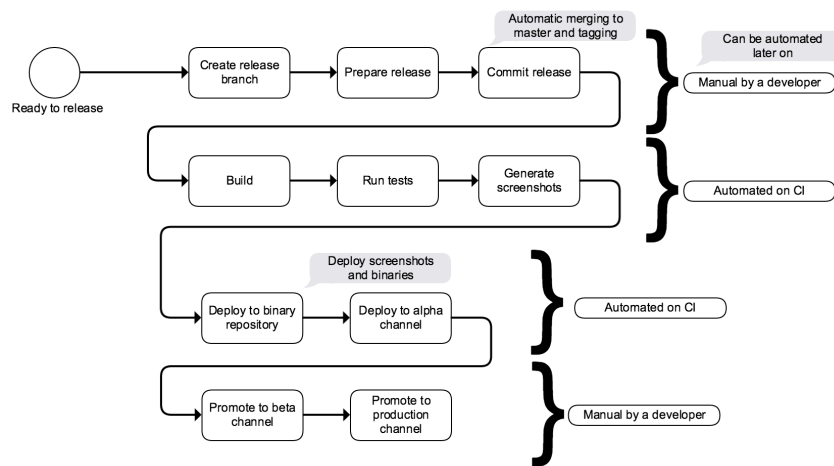 Automatic merging to
master and tagging
Can be automated
later on
Create release
branch
Prepare release
Commit release
Manual by a developer
Ready to release
Build
Run tests
Generate
screenshots
Automated on CI
Deploy screenshots
and binaries
Deploy to binary
repository
Deploy to alpha
channel
Automated on CI
Promote to beta
channel
Promote to
production
channel
Manual by a developer